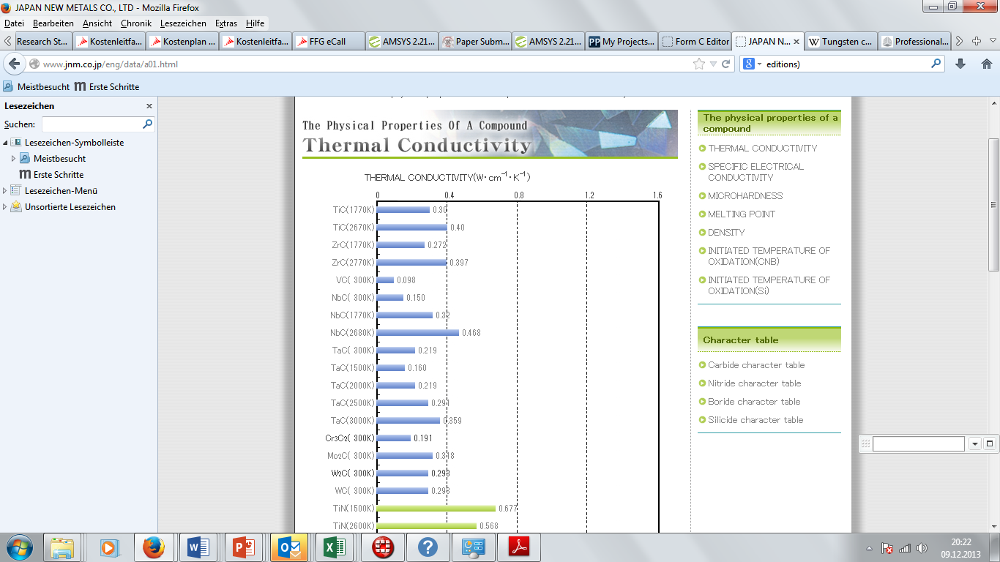 JAPAN NEW METALS CO., LTD - Mozilla Firefox
Datei Bearbeiten Ansicht Chronik Lesezeichen Extras Hilfe
Research St... Kostenleitfa... Kostenplan ... Kostenleitfa... FFG eCall AMSYS 2.21... Paper Subm... AMSYS 2.21... PP My Projects... Form C Editor JAPAN N... × W Tungsten c... Professional...
www.jnm.co.jp/eng/data/a01.html
8 editions)
Meistbesucht m Erste Schritte
Lesezeichen ×
Suchen:
Lesezeichen-Symbolleiste
Meistbesucht
m Erste Schritte
Lesezeichen-Menü
Unsortierte Lesezeichen
The Physical Properties Of A Compound
Thermal Conductivity
THERMAL CONDUCTIVITY(W・cm⁻¹・K⁻¹)
0 0.4 0.8 1.2 1.6
TiC(1770K) 0.30
TiC(2670K) 0.40
ZrC(1770K) 0.272
ZrC(2770K) 0.397
VC( 300K) 0.098
NbC( 300K) 0.150
NbC(1770K) 0.32
NbC(2680K) 0.468
TaC( 300K) 0.219
TaC(1500K) 0.160
TaC(2000K) 0.219
TaC(2500K) 0.291
TaC(3000K) 0.359
Cr3C2( 300K) 0.191
Mo2C( 300K) 0.318
W2C( 300K) 0.293
WC( 300K) 0.293
TiN(1500K) 0.677
TiN(2600K) 0.568
The physical properties of a
compound
THERMAL CONDUCTIVITY
SPECIFIC ELECTRICAL
CONDUCTIVITY
MICROHARDNESS
MELTING POINT
DENSITY
INITIATED TEMPERATURE OF
OXIDATION(CNB)
INITIATED TEMPERATURE OF
OXIDATION(Si)
Character table
Carbide character table
Nitride character table
Boride character table
Silicide character table
20:22
09.12.2013